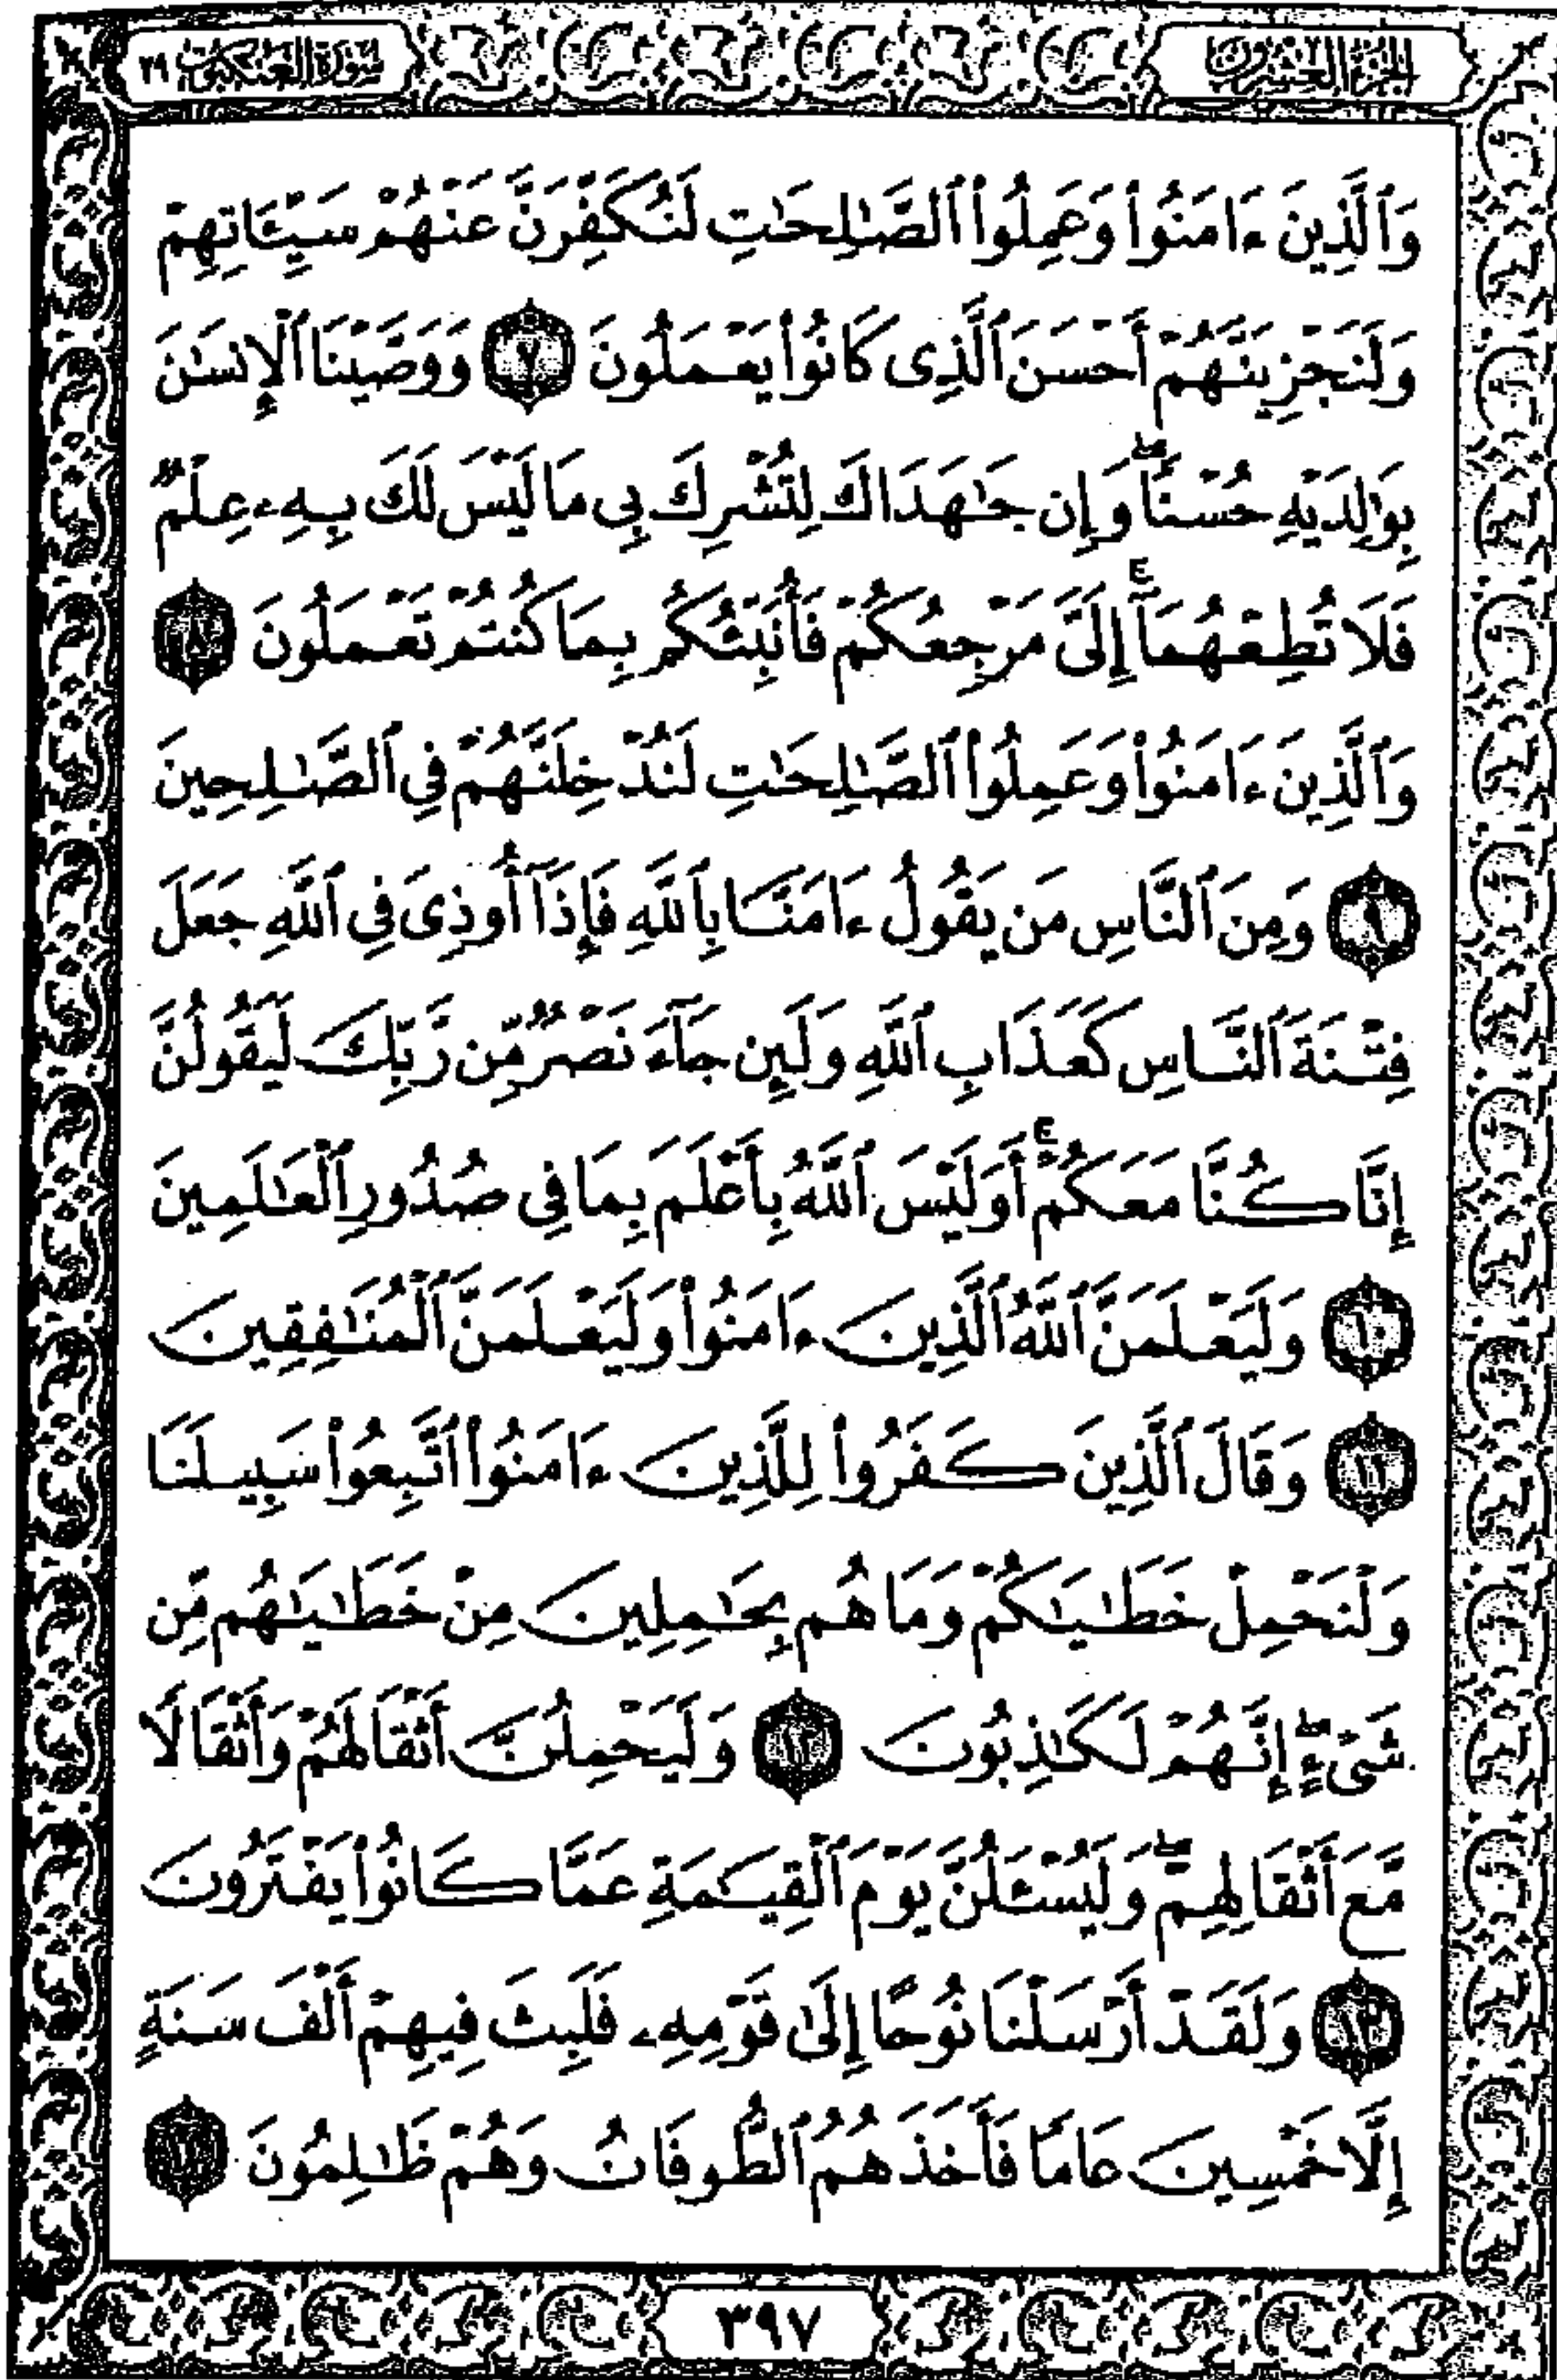 الجزء العشرون
سورة العنكبوت ٢٩
وَٱلَّذِينَ ءَامَنُوا۟ وَعَمِلُوا۟ ٱلصَّـٰلِحَـٰتِ لَنُكَفِّرَنَّ عَنْهُمْ سَيِّـَٔاتِهِمْ
وَلَنَجْزِيَنَّهُمْ أَحْسَنَ ٱلَّذِى كَانُوا۟ يَعْمَلُونَ ٧ وَوَصَّيْنَا ٱلْإِنسَـٰنَ
بِوَٰلِدَيْهِ حُسْنًا ۖ وَإِن جَـٰهَدَاكَ لِتُشْرِكَ بِى مَا لَيْسَ لَكَ بِهِۦ عِلْمٌ
فَلَا تُطِعْهُمَآ ۚ إِلَىَّ مَرْجِعُكُمْ فَأُنَبِّئُكُم بِمَا كُنتُمْ تَعْمَلُونَ ٨
وَٱلَّذِينَ ءَامَنُوا۟ وَعَمِلُوا۟ ٱلصَّـٰلِحَـٰتِ لَنُدْخِلَنَّهُمْ فِى ٱلصَّـٰلِحِينَ
٩ وَمِنَ ٱلنَّاسِ مَن يَقُولُ ءَامَنَّا بِٱللَّهِ فَإِذَآ أُوذِىَ فِى ٱللَّهِ جَعَلَ
فِتْنَةَ ٱلنَّاسِ كَعَذَابِ ٱللَّهِ وَلَئِن جَآءَ نَصْرٌ مِّن رَّبِّكَ لَيَقُولُنَّ
إِنَّا كُنَّا مَعَكُمْ ۚ أَوَلَيْسَ ٱللَّهُ بِأَعْلَمَ بِمَا فِى صُدُورِ ٱلْعَـٰلَمِينَ
١٠ وَلَيَعْلَمَنَّ ٱللَّهُ ٱلَّذِينَ ءَامَنُوا۟ وَلَيَعْلَمَنَّ ٱلْمُنَـٰفِقِينَ
١١ وَقَالَ ٱلَّذِينَ كَفَرُوا۟ لِلَّذِينَ ءَامَنُوا۟ ٱتَّبِعُوا۟ سَبِيلَنَا
وَلْنَحْمِلْ خَطَـٰيَـٰكُمْ وَمَا هُم بِحَـٰمِلِينَ مِنْ خَطَـٰيَـٰهُم مِّن
شَىْءٍ ۖ إِنَّهُمْ لَكَـٰذِبُونَ ١٢ وَلَيَحْمِلُنَّ أَثْقَالَهُمْ وَأَثْقَالًا
مَّعَ أَثْقَالِهِمْ ۖ وَلَيُسْـَٔلُنَّ يَوْمَ ٱلْقِيَـٰمَةِ عَمَّا كَانُوا۟ يَفْتَرُونَ
١٣ وَلَقَدْ أَرْسَلْنَا نُوحًا إِلَىٰ قَوْمِهِۦ فَلَبِثَ فِيهِمْ أَلْفَ سَنَةٍ
إِلَّا خَمْسِينَ عَامًا فَأَخَذَهُمُ ٱلطُّوفَانُ وَهُمْ ظَـٰلِمُونَ ١٤
٣٩٧